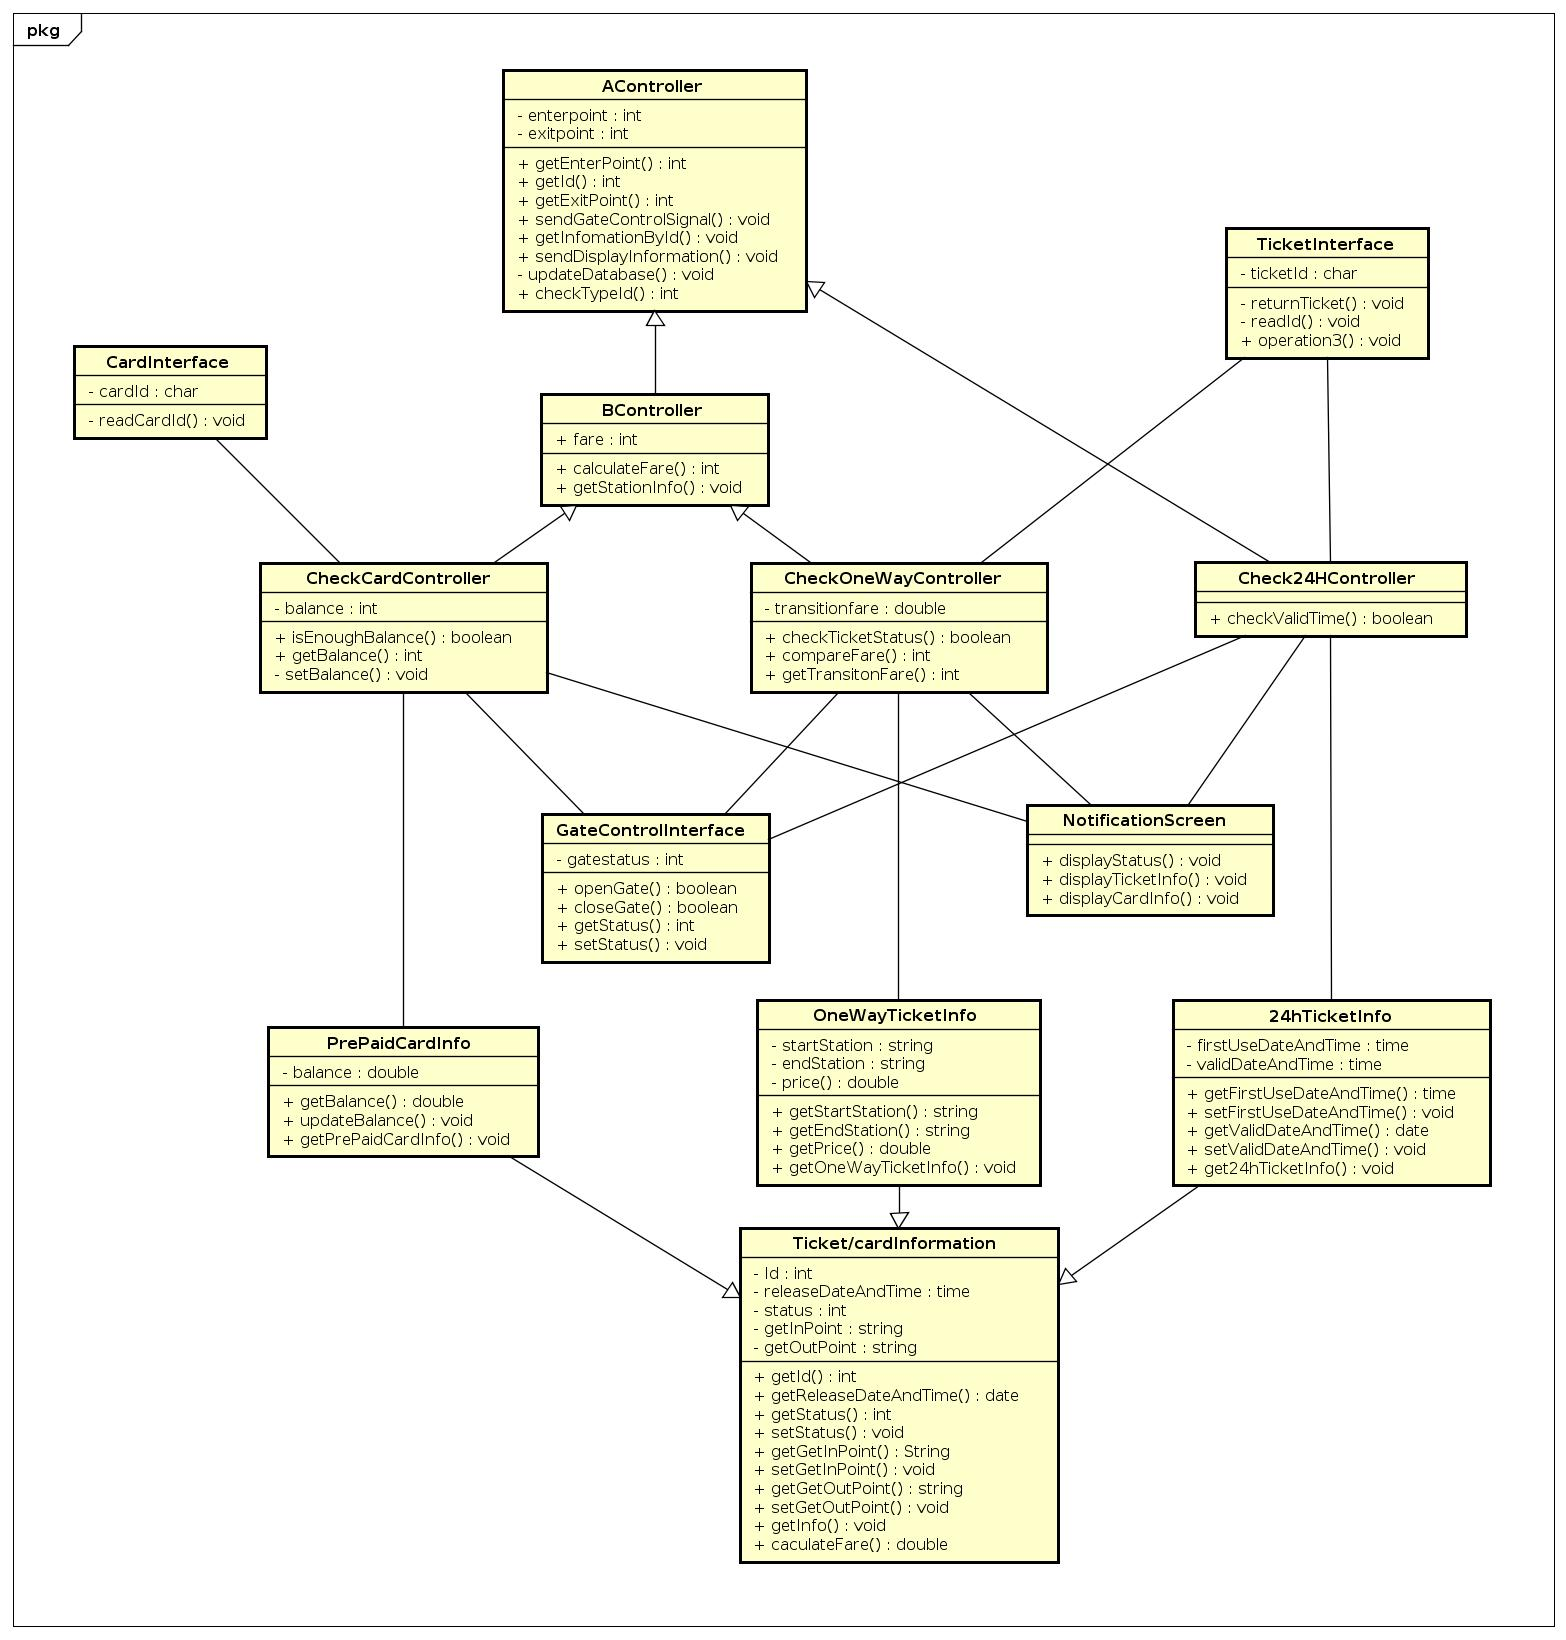 pkg
AController
- enterpoint : int
- exitpoint : int
+ getEnterPoint() : int
+ getId() : int
+ getExitPoint() : int
+ sendGateControlSignal() : void
+ getInfomationById() : void
+ sendDisplayInformation() : void
- updateDatabase() : void
+ checkTypeId() : int
TicketInterface
- ticketId : char
- returnTicket() : void
- readId() : void
+ operation3() : void
CardInterface
- cardId : char
- readCardId() : void
BController
+ fare : int
+ calculateFare() : int
+ getStationInfo() : void
CheckCardController
- balance : int
+ isEnoughBalance() : boolean
+ getBalance() : int
- setBalance() : void
CheckOneWayController
- transitionfare : double
+ checkTicketStatus() : boolean
+ compareFare() : int
+ getTransitonFare() : int
Check24HController
+ checkValidTime() : boolean
GateControlInterface
- gatestatus : int
+ openGate() : boolean
+ closeGate() : boolean
+ getStatus() : int
+ setStatus() : void
NotificationScreen
+ displayStatus() : void
+ displayTicketInfo() : void
+ displayCardInfo() : void
PrePaidCardInfo
- balance : double
+ getBalance() : double
+ updateBalance() : void
+ getPrePaidCardInfo() : void
OneWayTicketInfo
- startStation : string
- endStation : string
- price() : double
+ getStartStation() : string
+ getEndStation() : string
+ getPrice() : double
+ getOneWayTicketInfo() : void
24hTicketInfo
- firstUseDateAndTime : time
- validDateAndTime : time
+ getFirstUseDateAndTime() : time
+ setFirstUseDateAndTime() : void
+ getValidDateAndTime() : date
+ setValidDateAndTime() : void
+ get24hTicketInfo() : void
Ticket/cardInformation
- Id : int
- releaseDateAndTime : time
- status : int
- getInPoint : string
- getOutPoint : string
+ getId() : int
+ getReleaseDateAndTime() : date
+ getStatus() : int
+ setStatus() : void
+ getGetInPoint() : String
+ setGetInPoint() : void
+ getGetOutPoint() : string
+ setGetOutPoint() : void
+ getInfo() : void
+ caculateFare() : double